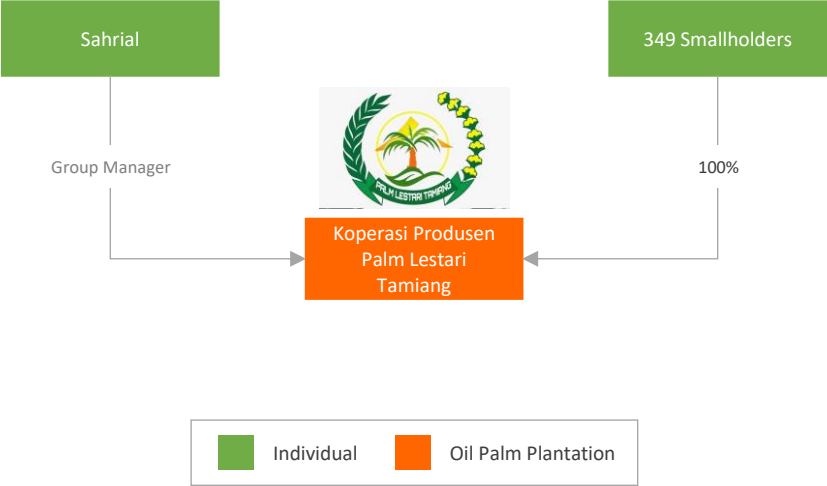 Sahrial
349 Smallholders
Group Manager
100%
PALM LESTARI TAMIANG
Koperasi Produsen
Palm Lestari
Tamiang
Individual
Oil Palm Plantation